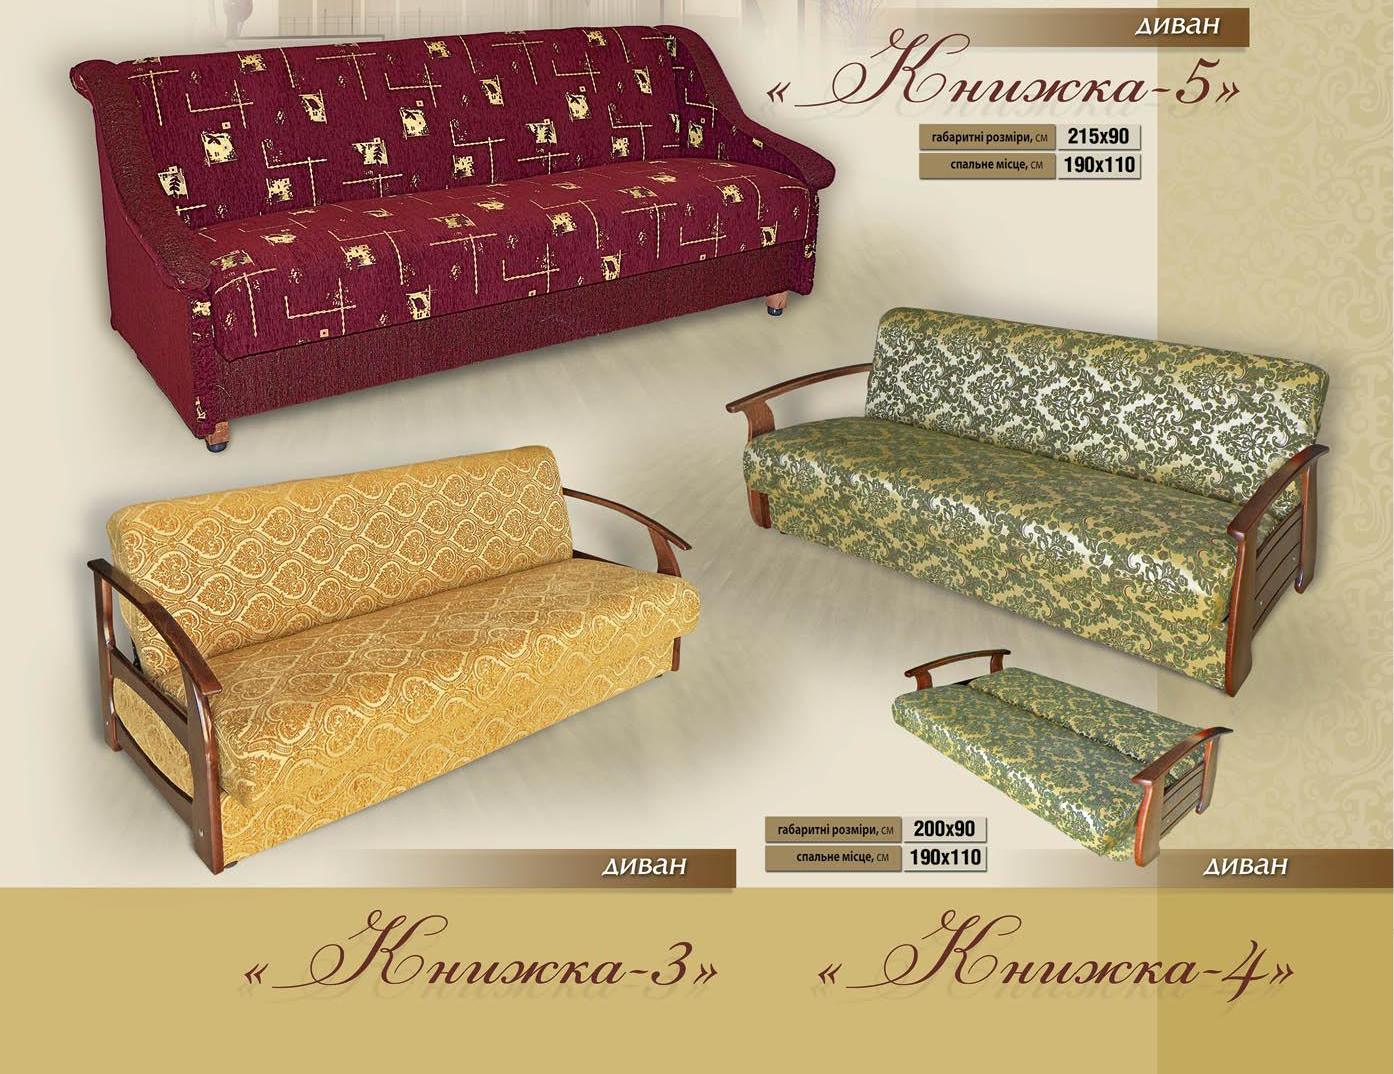 диван
«Книжка-5»
габаритні розміри, см 215x90
спальне місце, см 190x110
габаритні розміри, см 200x90
спальне місце, см 190x110
диван
«Книжка-3»
диван
«Книжка-4»